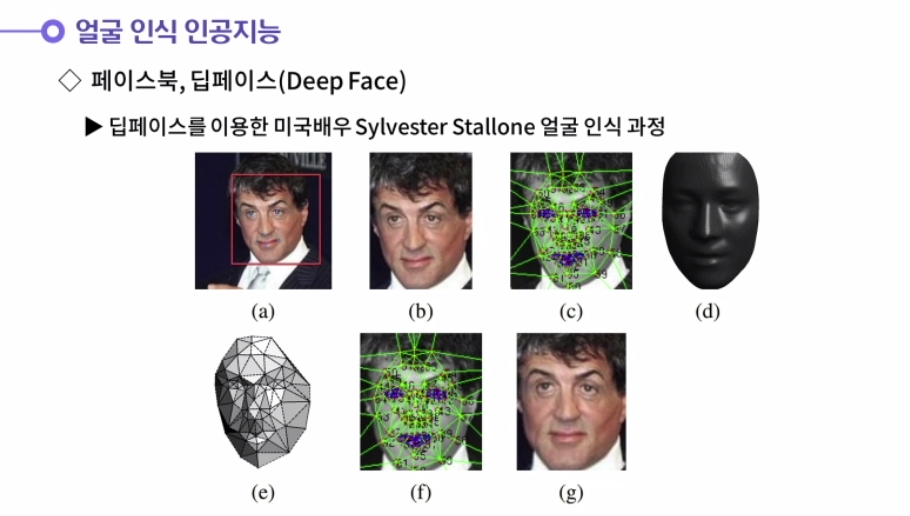 얼굴 인식 인공지능
◇ 페이스북, 딥페이스(Deep Face)
▶ 딥페이스를 이용한 미국배우 Sylvester Stallone 얼굴 인식 과정
(a) (b) (c) (d)
(e) (f) (g)